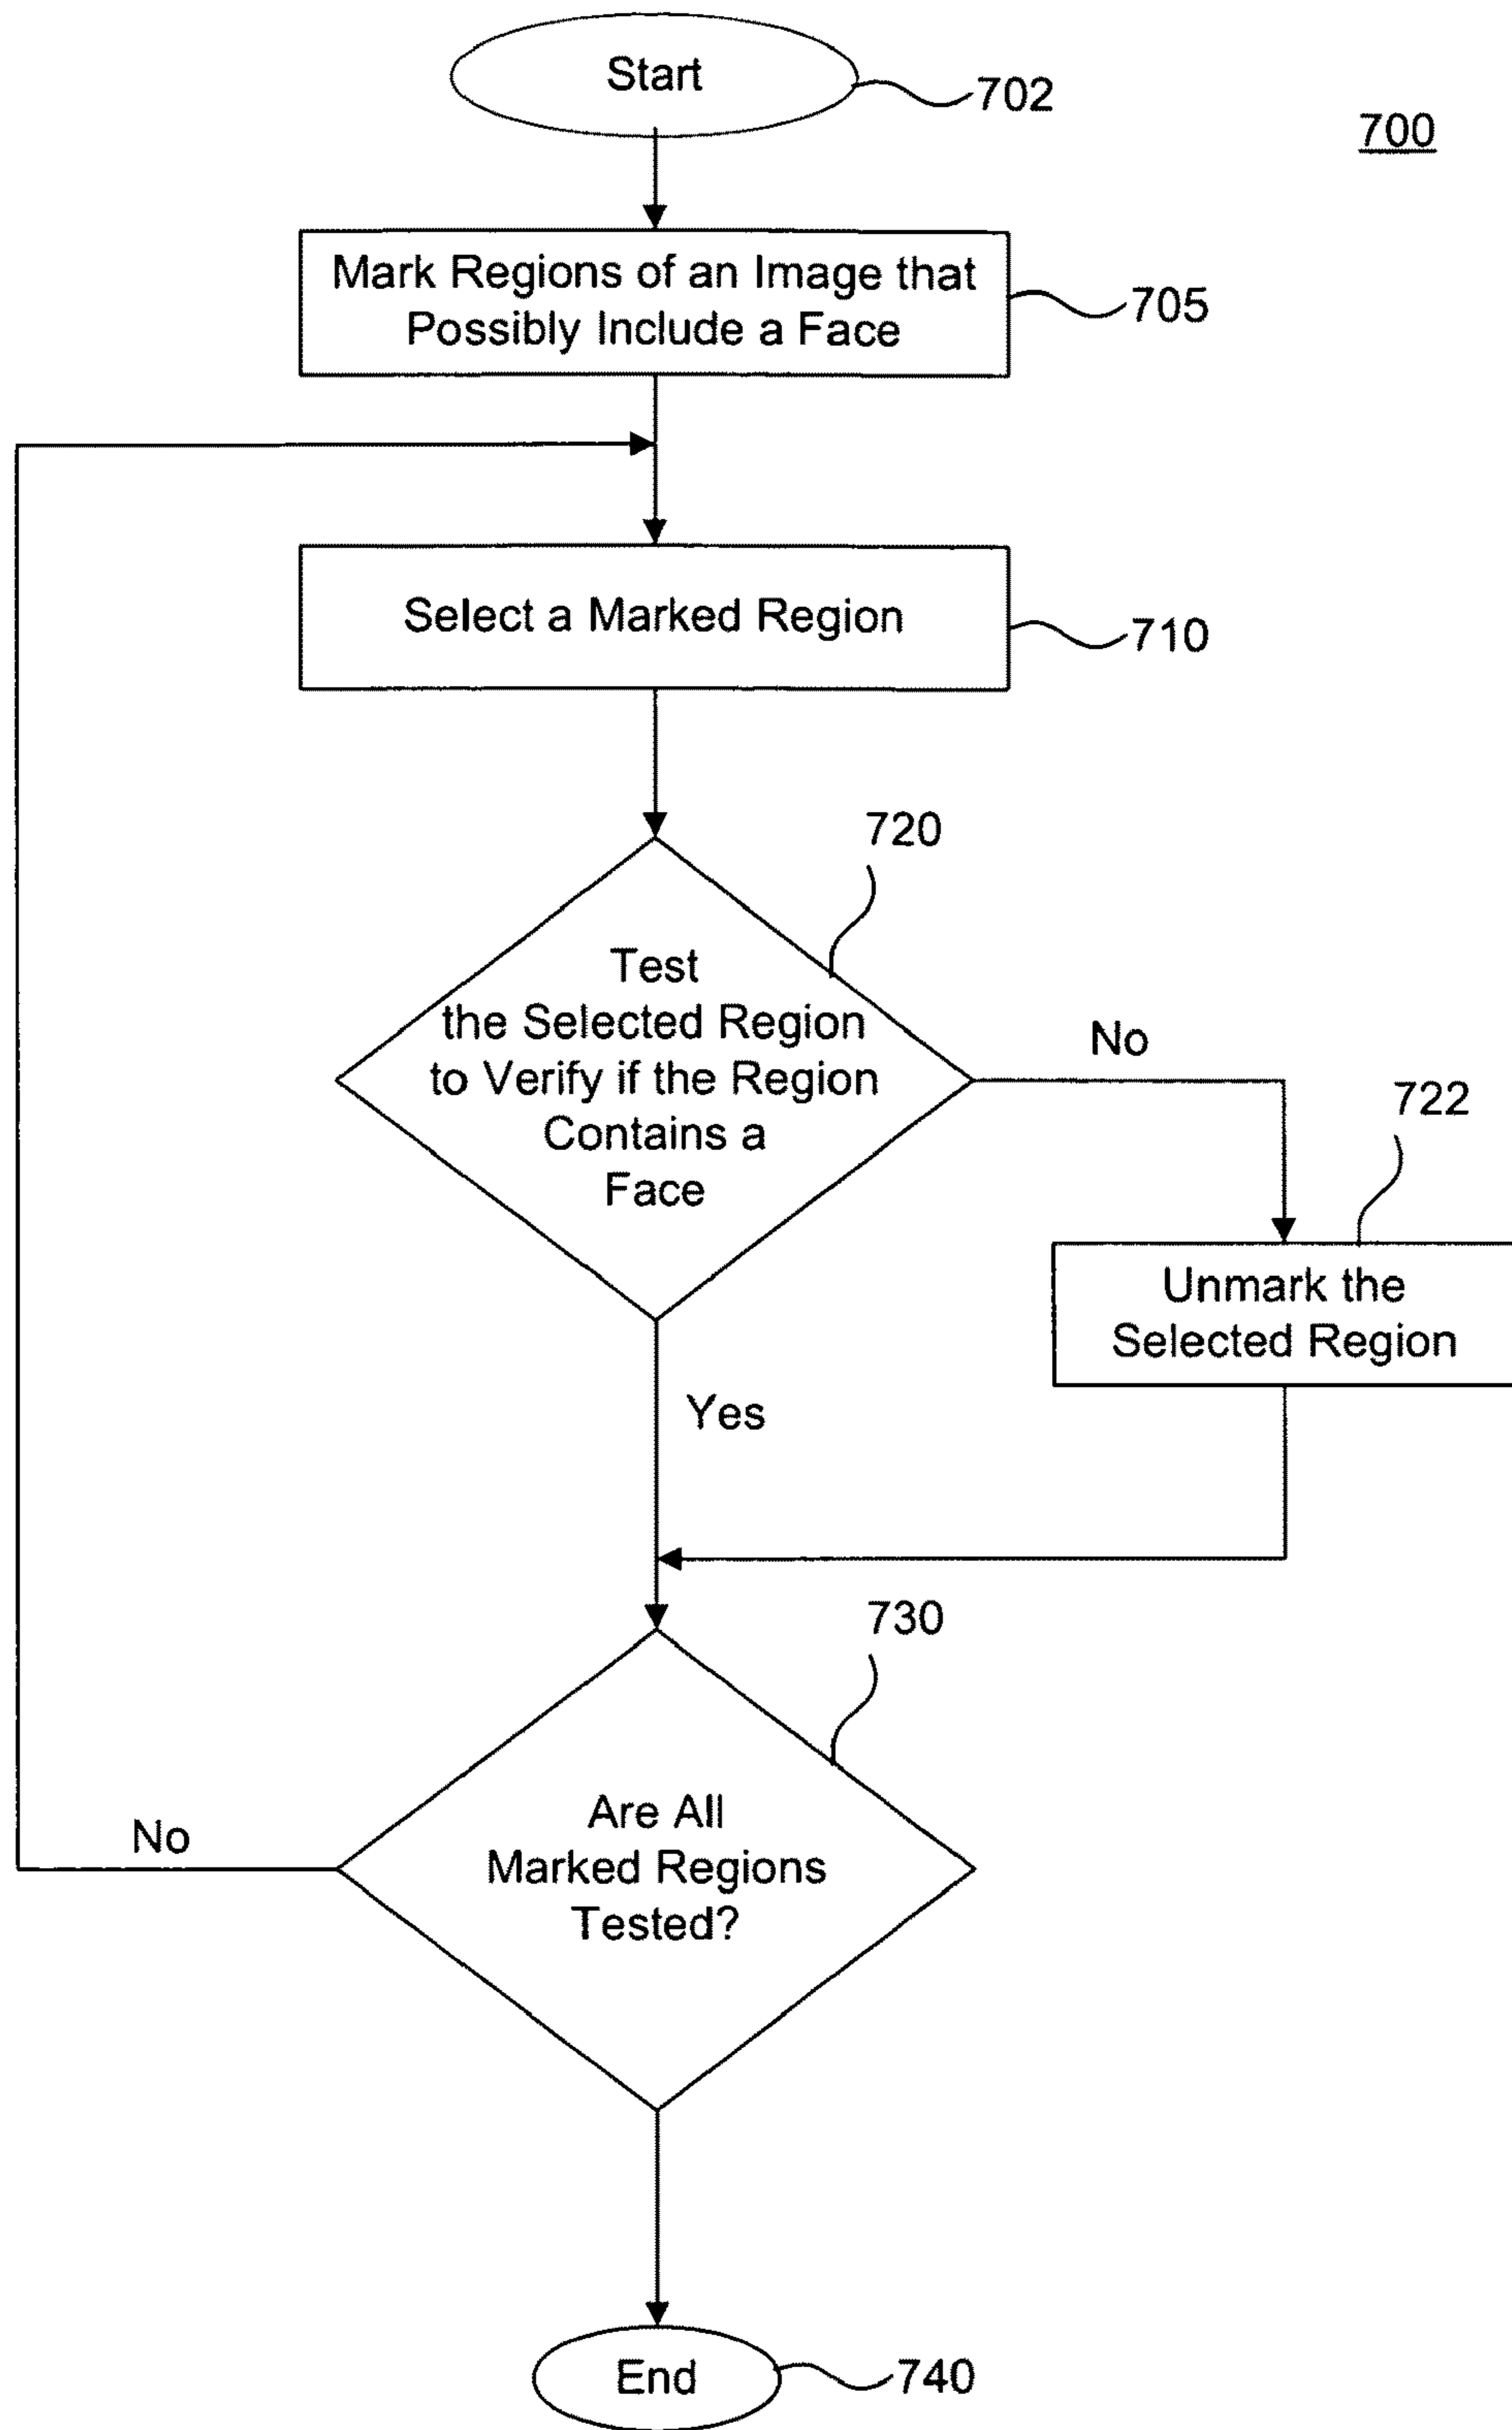 Start
702
700
Mark Regions of an Image that
Possibly Include a Face
705
Select a Marked Region
710
720
Test
the Selected Region
to Verify if the Region
Contains a
Face
No
722
Unmark the
Selected Region
Yes
730
Are All
Marked Regions
Tested?
No
End
740